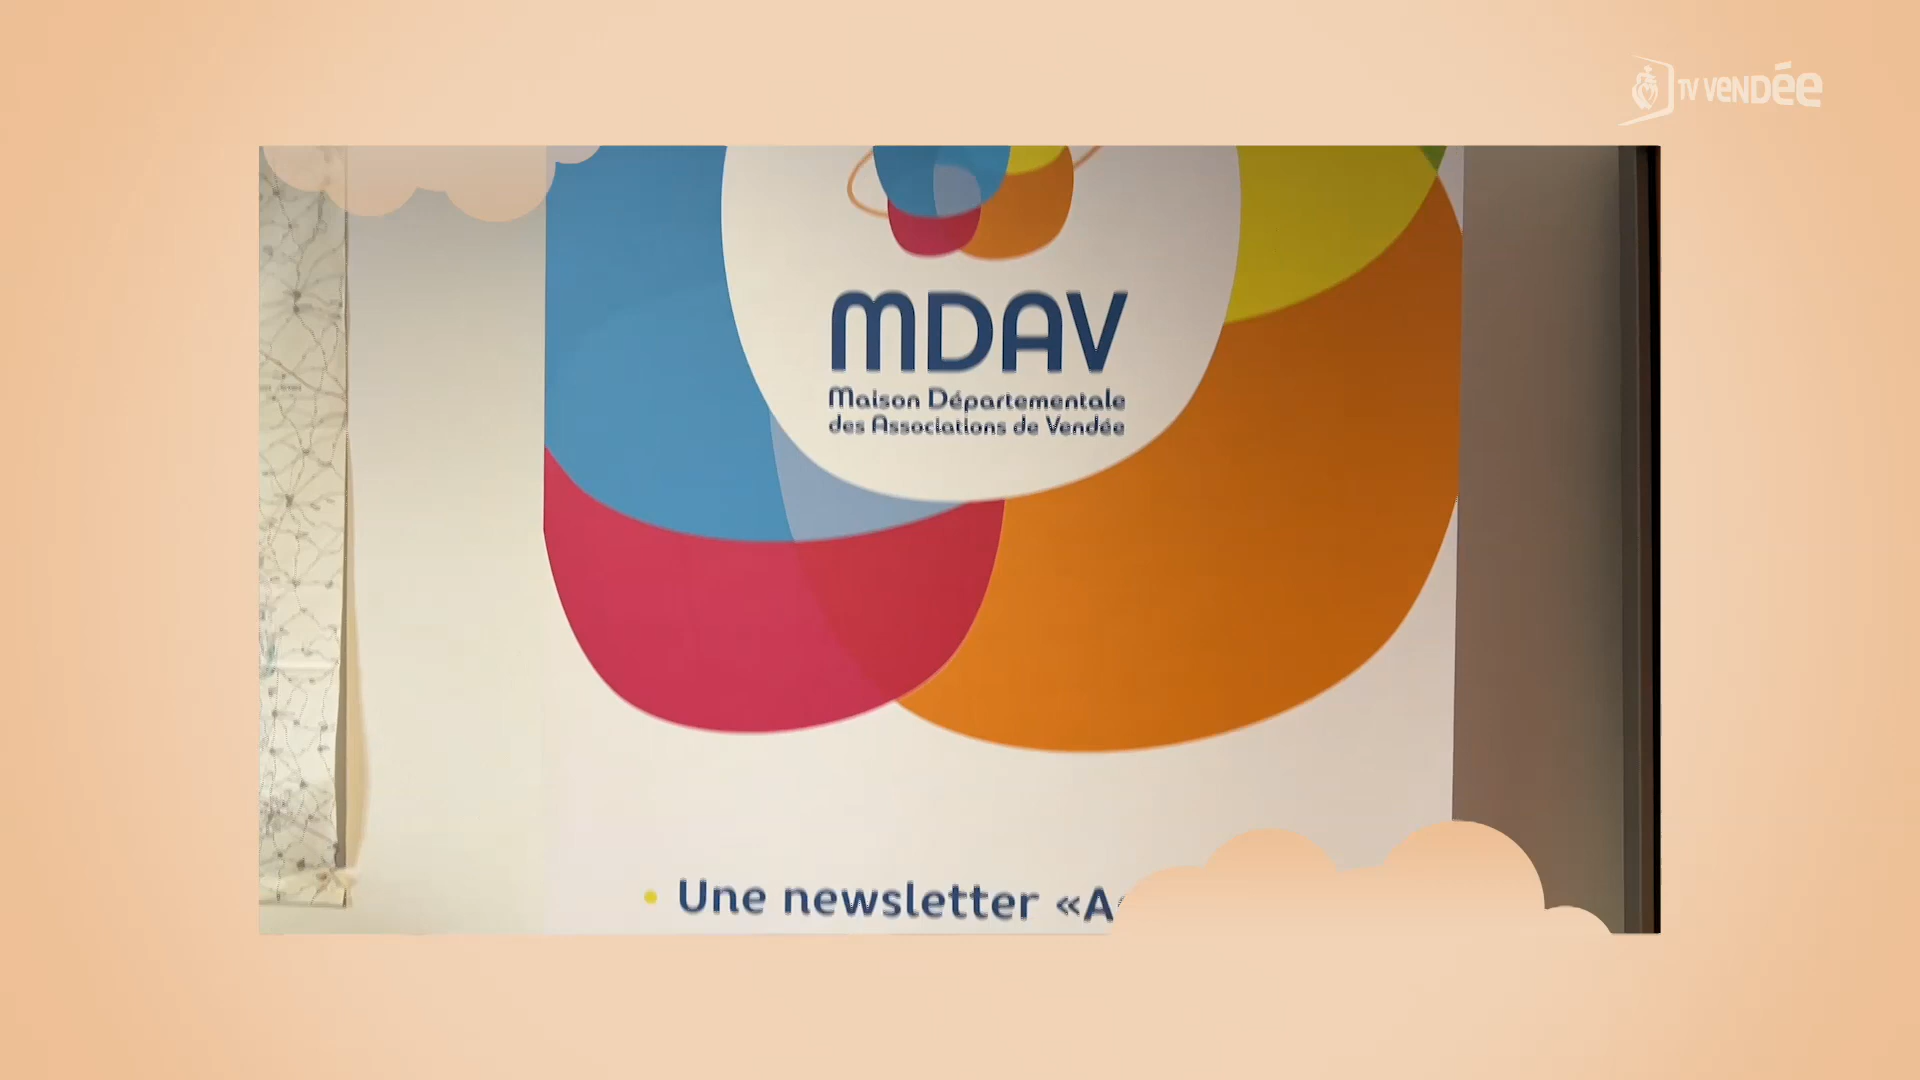 TV VENDÉE
MDAV
Maison Départementale
des Associations de Vendée
• Une newsletter «A